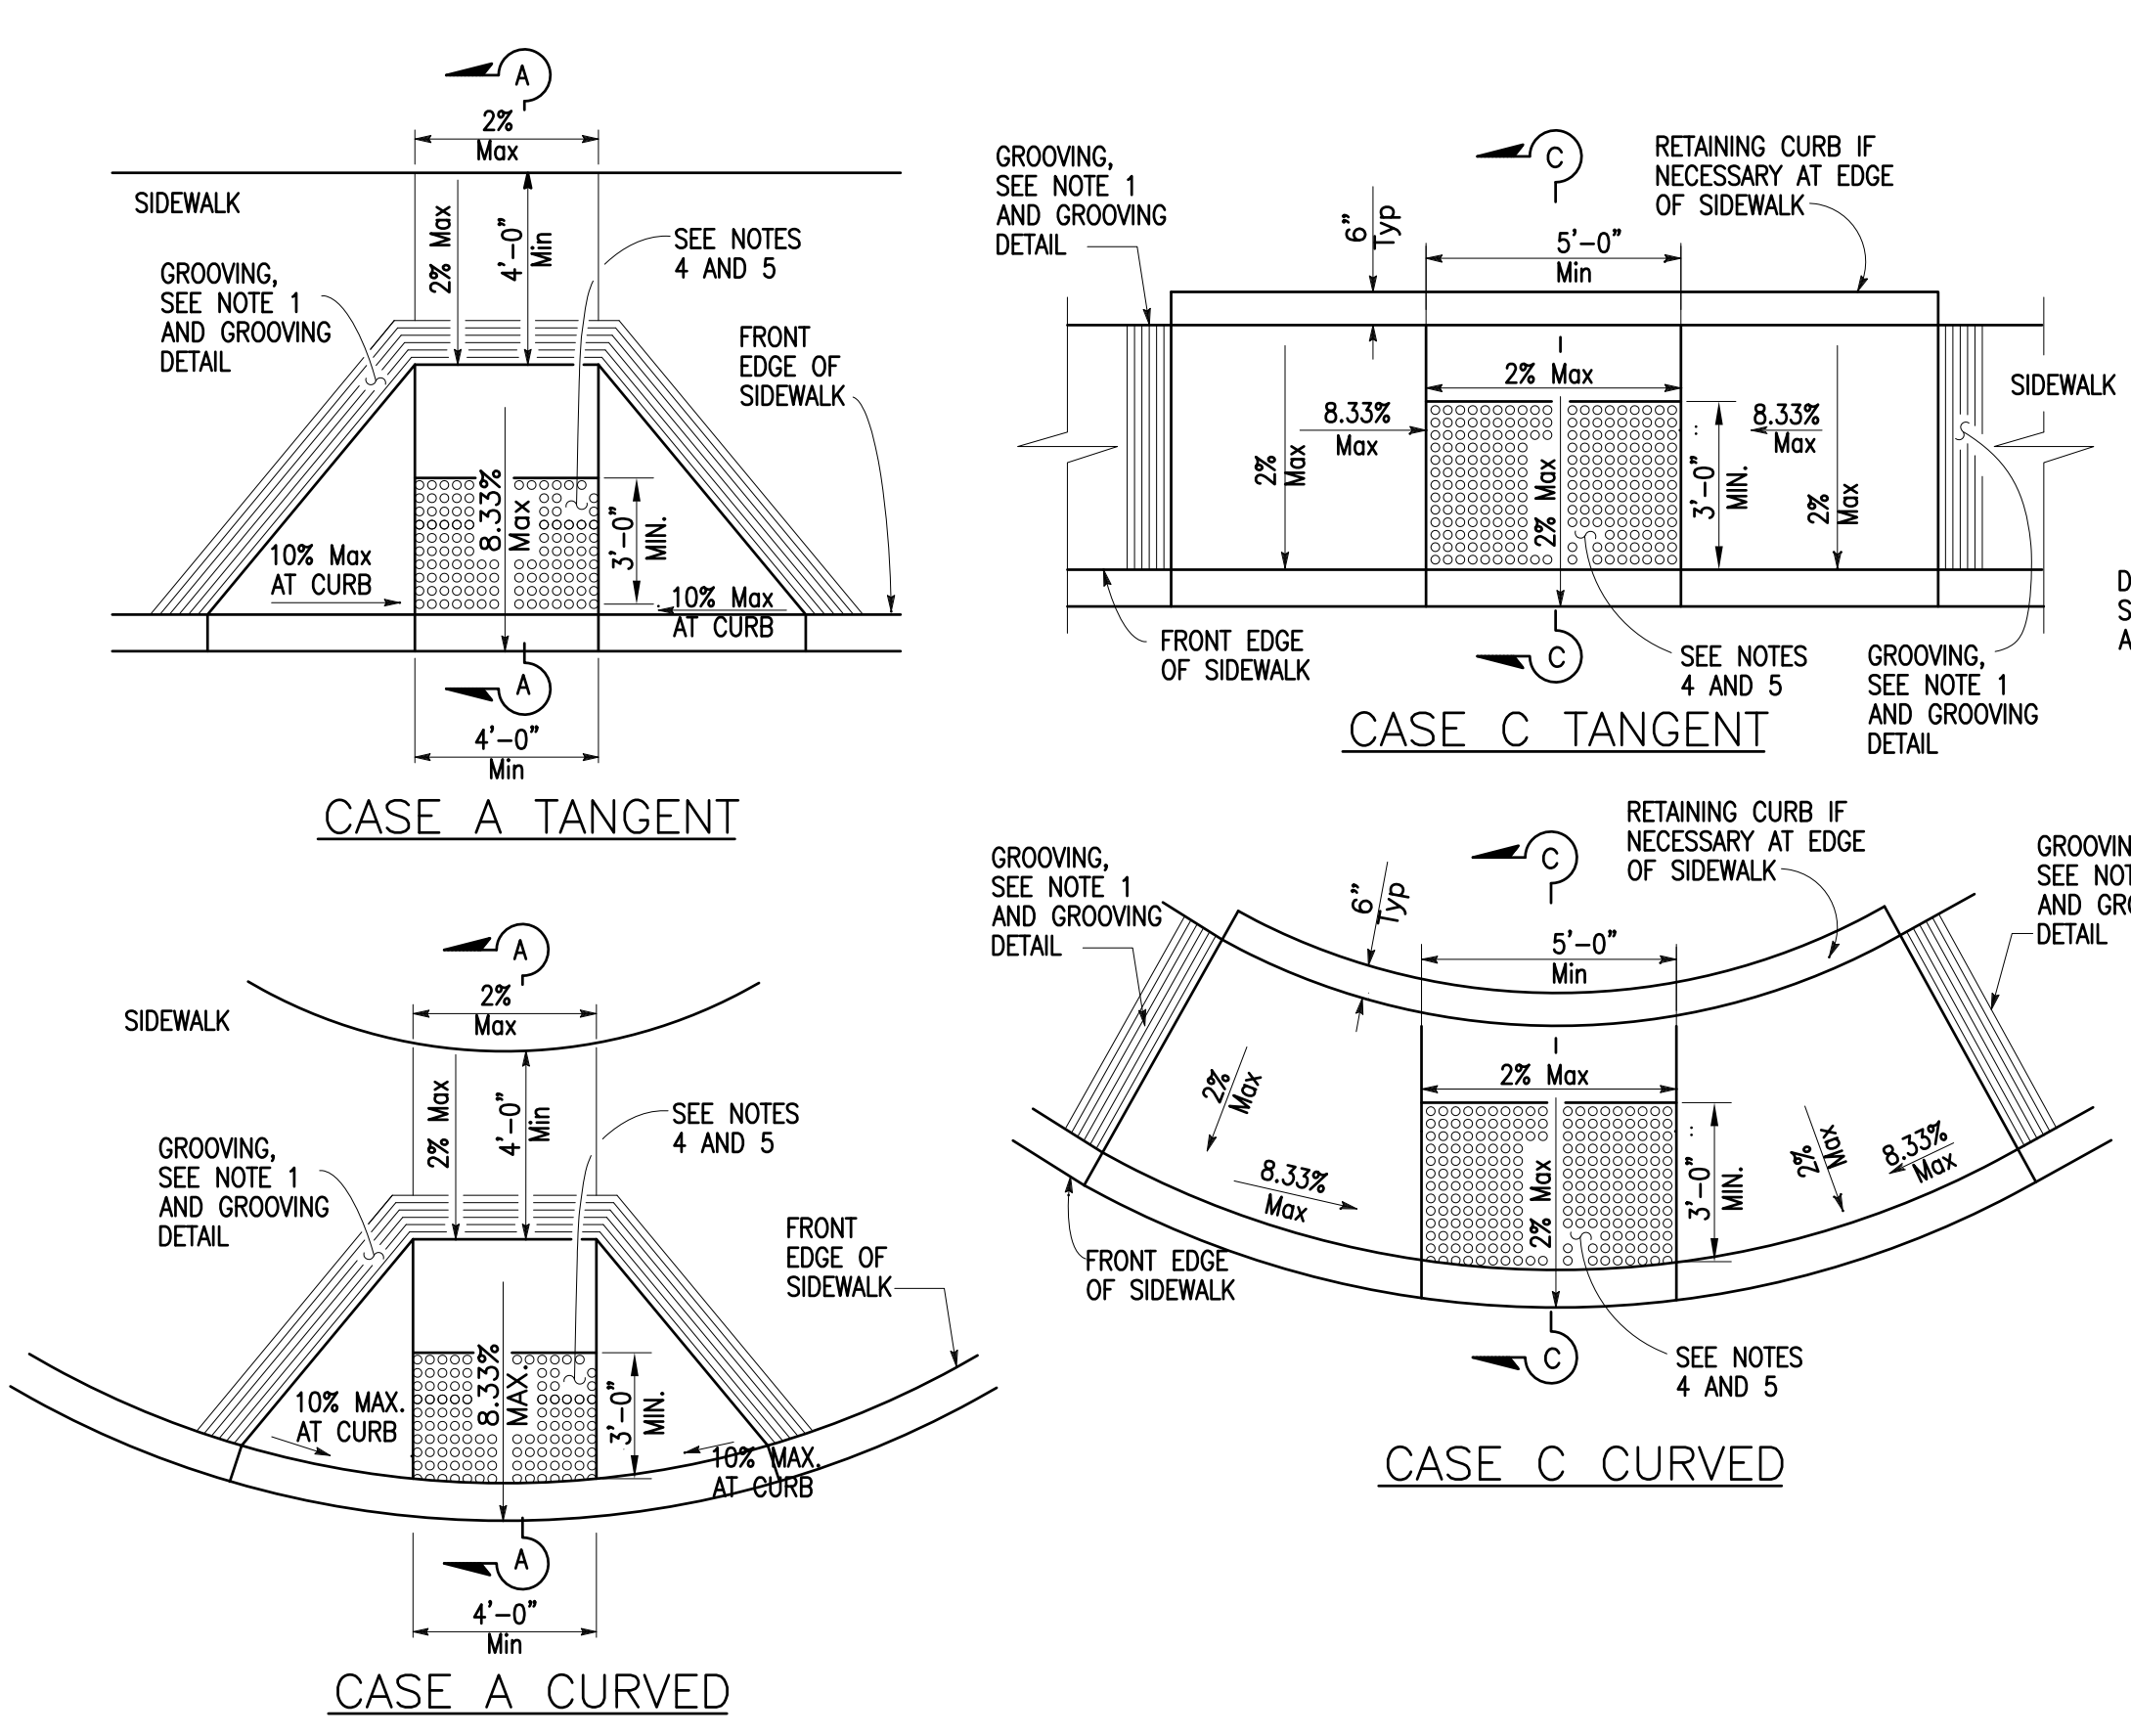 A
2%
Max
SIDEWALK
2% Max
4'-0"
Min
SEE NOTES
4 AND 5
GROOVING,
SEE NOTE 1
AND GROOVING
DETAIL
FRONT
EDGE OF
SIDEWALK
8.33%
Max
3'-0"
MIN.
10% Max
AT CURB
10% Max
AT CURB
A
4'-0"
Min
CASE A TANGENT
C
GROOVING,
SEE NOTE 1
AND GROOVING
DETAIL
RETAINING CURB IF
NECESSARY AT EDGE
OF SIDEWALK
6"
Typ
5'-0"
Min
2% Max
8.33%
Max
8.33%
Max
SIDEWALK
2%
Max
2% Max
3'-0"
MIN.
2%
Max
FRONT EDGE
OF SIDEWALK
C
SEE NOTES
4 AND 5
GROOVING,
SEE NOTE 1
AND GROOVING
DETAIL
CASE C TANGENT
D
S
A
A
SIDEWALK
2%
Max
2% Max
4'-0"
Min
SEE NOTES
4 AND 5
GROOVING,
SEE NOTE 1
AND GROOVING
DETAIL
FRONT
EDGE OF
SIDEWALK
8.33%
MAX.
3'-0"
MIN.
10% MAX.
AT CURB
10% MAX.
AT CURB
A
4'-0"
Min
CASE A CURVED
C
GROOVING,
SEE NOTE 1
AND GROOVING
DETAIL
RETAINING CURB IF
NECESSARY AT EDGE
OF SIDEWALK
GROOVIN
SEE NOT
AND GRO
DETAIL
6"
Typ
5'-0"
Min
2% Max
2%
Max
8.33%
Max
2% Max
3'-0"
MIN.
2%
Max
8.33%
Max
FRONT EDGE
OF SIDEWALK
C
SEE NOTES
4 AND 5
CASE C CURVED